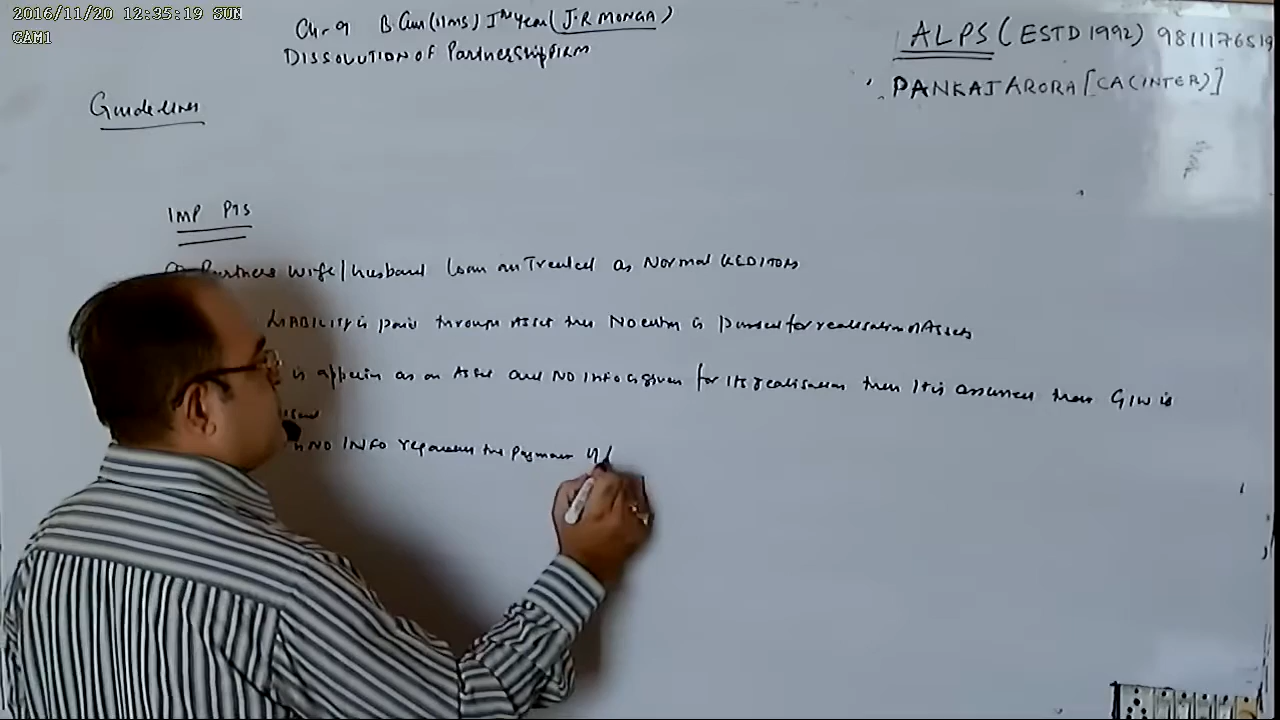 2016/11/20 12:35:19 SUN
CAM1
Ch-9 B Com (Hns) Ist year (J.R MONGA)
DISSOLUTION OF Partnership FIRM
ALPS (ESTD 1992) 9811176519
PANKAJ ARORA [CA (INTER)]
Guidelines
IMP PTS
Partners wife/husband loan are Treated as Normal CREDITORS
LIABILITY is paid through Asset then No entry is passed for realisation of Assets
is appearing as an Asset and NO Info is given for its realisation then It is assumed that G/W is
NO INFO regarding the payment of